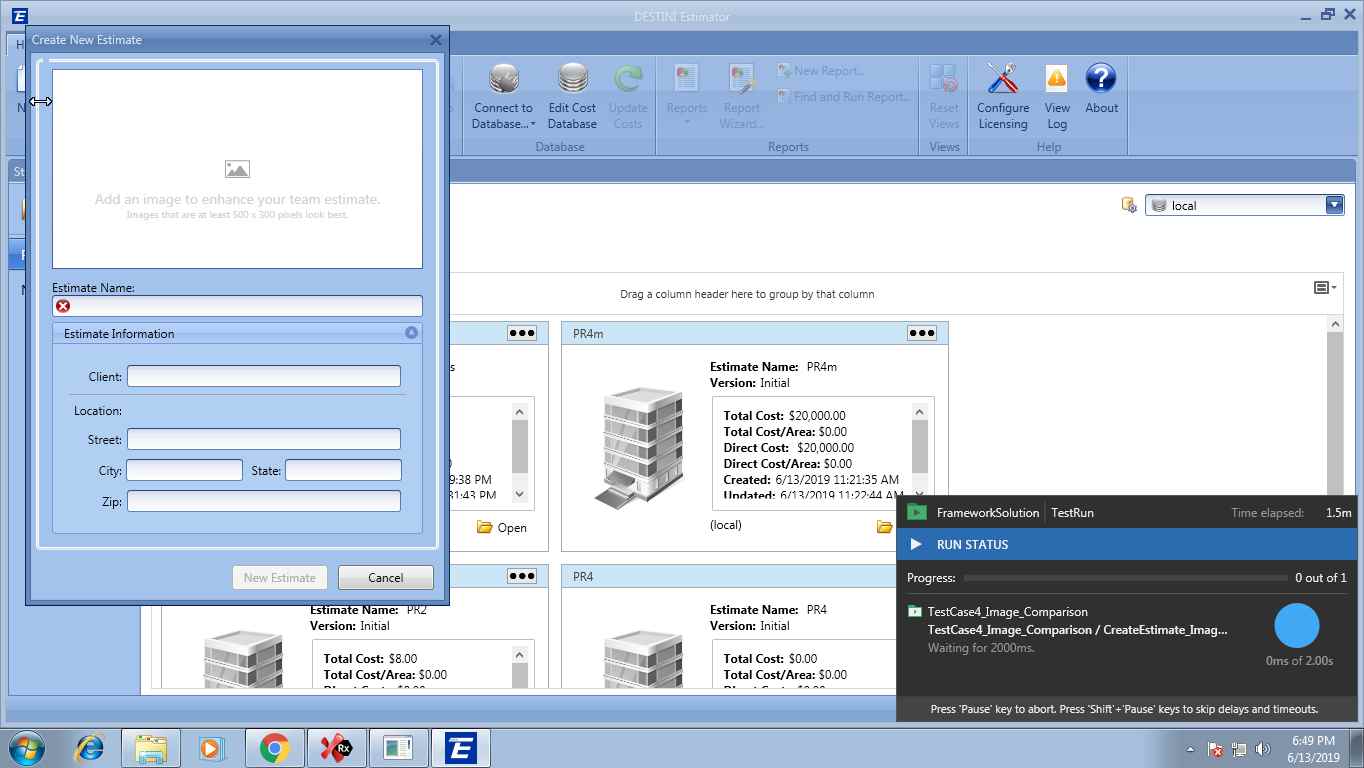 DESTINI Estimator
Create New Estimate
Add an image to enhance your team estimate.
Images that are at least 500 x 300 pixels look best.
Estimate Name:
Estimate Information
Client:
Location:
Street:
City:
State:
Zip:
New Estimate
Cancel
Connect to
Database...
Edit Cost
Database
Update
Costs
Database
Reports
Report
Wizard...
New Report...
Find and Run Report...
Reports
Reset
Views
Views
Configure
Licensing
View
Log
About
Help
local
Drag a column header here to group by that column
9:38 PM
31:43 PM
Open
PR4m
Estimate Name: PR4m
Version: Initial
Total Cost: $20,000.00
Total Cost/Area: $0.00
Direct Cost: $20,000.00
Direct Cost/Area: $0.00
Created: 6/13/2019 11:21:35 AM
Updated: 6/13/2019 11:22:44 AM
(local)
Estimate Name: PR2
Version: Initial
Total Cost: $8.00
Total Cost/Area: $0.00
Direct Cost: $0.00
PR4
Estimate Name: PR4
Version: Initial
Total Cost: $0.00
Total Cost/Area: $0.00
Direct Cost: $0.00
FrameworkSolution TestRun Time elapsed: 1.5m
RUN STATUS
Progress: 0 out of 1
TestCase4_Image_Comparison
TestCase4_Image_Comparison / CreateEstimate_Imag...
Waiting for 2000ms.
0ms of 2.00s
Press 'Pause' key to abort. Press 'Shift'+'Pause' keys to skip delays and timeouts.
Rx
6:49 PM
6/13/2019